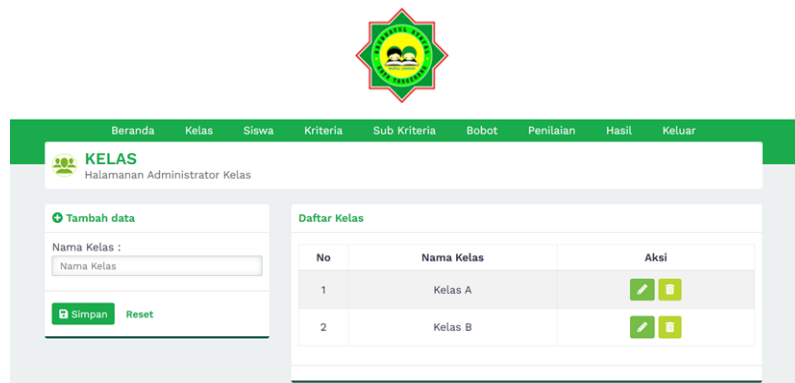 Beranda Kelas Siswa Kriteria Sub Kriteria Bobot Penilaian Hasil Keluar
KELAS
Halamanan Administrator Kelas
Tambah data
Nama Kelas :
Nama Kelas
Simpan Reset
Daftar Kelas
No Nama Kelas Aksi
1 Kelas A
2 Kelas B